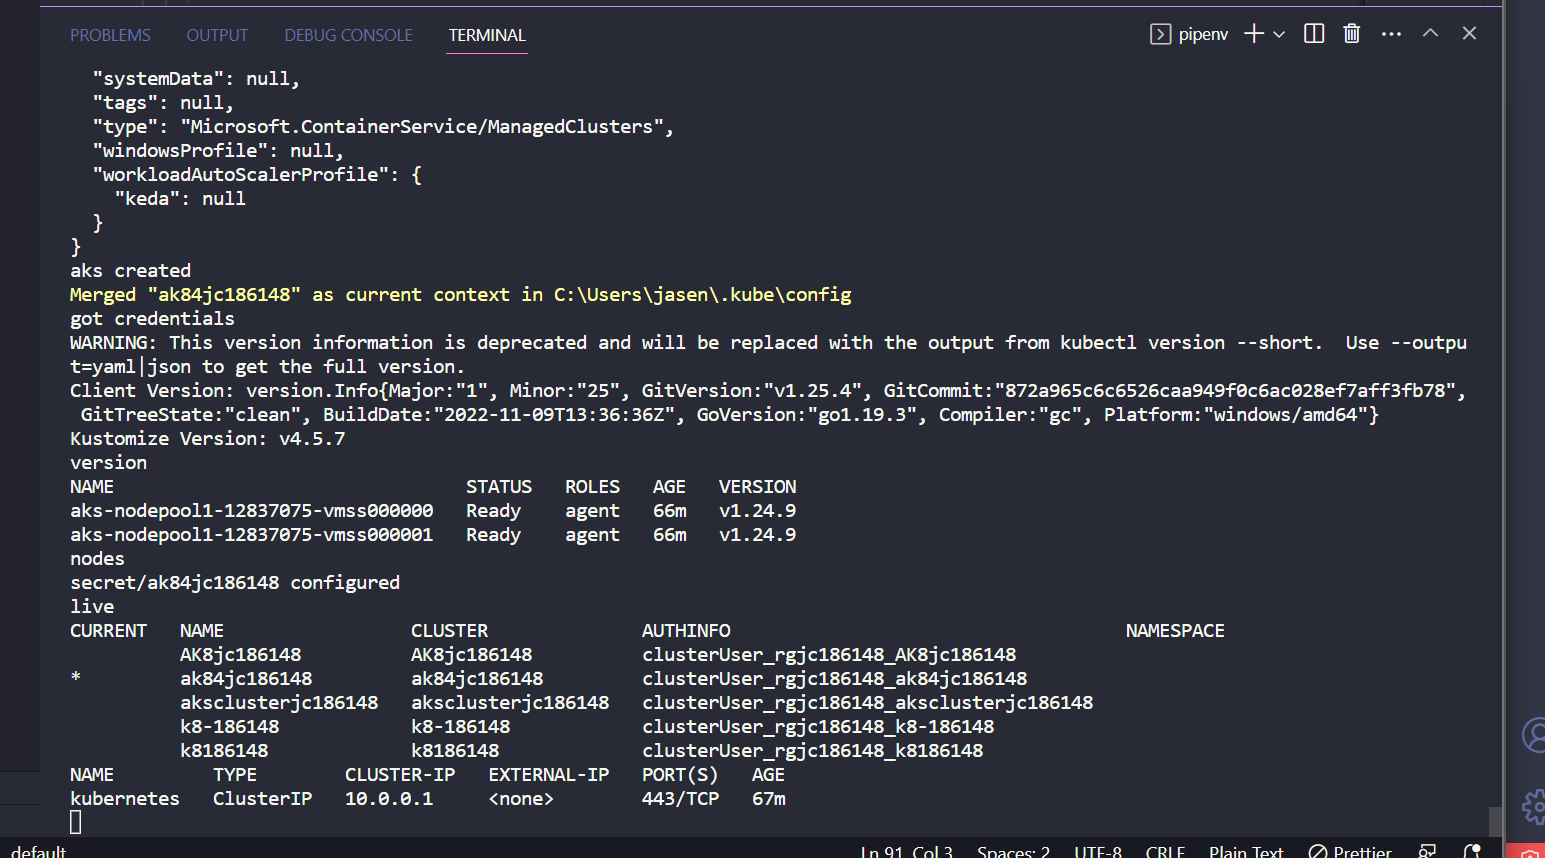 PROBLEMS OUTPUT DEBUG CONSOLE TERMINAL pipenv
"systemData": null,
"tags": null,
"type": "Microsoft.ContainerService/ManagedClusters",
"windowsProfile": null,
"workloadAutoScalerProfile": {
"keda": null
}
}
aks created
Merged "ak84jc186148" as current context in C:\Users\jasen\.kube\config
got credentials
WARNING: This version information is deprecated and will be replaced with the output from kubectl version --short.  Use --outpu
t=yaml|json to get the full version.
Client Version: version.Info{Major:"1", Minor:"25", GitVersion:"v1.25.4", GitCommit:"872a965c6c6526caa949f0c6ac028ef7aff3fb78",
GitTreeState:"clean", BuildDate:"2022-11-09T13:36:36Z", GoVersion:"go1.19.3", Compiler:"gc", Platform:"windows/amd64"}
Kustomize Version: v4.5.7
version
NAME STATUS ROLES AGE VERSION
aks-nodepool1-12837075-vmss000000 Ready agent 66m v1.24.9
aks-nodepool1-12837075-vmss000001 Ready agent 66m v1.24.9
nodes
secret/ak84jc186148 configured
live
CURRENT NAME CLUSTER AUTHINFO NAMESPACE
AK8jc186148 AK8jc186148 clusterUser_rgjc186148_AK8jc186148
* ak84jc186148 ak84jc186148 clusterUser_rgjc186148_ak84jc186148
aksclusterjc186148 aksclusterjc186148 clusterUser_rgjc186148_aksclusterjc186148
k8-186148 k8-186148 clusterUser_rgjc186148_k8-186148
k8186148 k8186148 clusterUser_rgjc186148_k8186148
NAME TYPE CLUSTER-IP EXTERNAL-IP PORT(S) AGE
kubernetes ClusterIP 10.0.0.1 <none> 443/TCP 67m
default Ln 91, Col 3 Spaces: 2 UTF-8 CRLF Plain Text Prettier